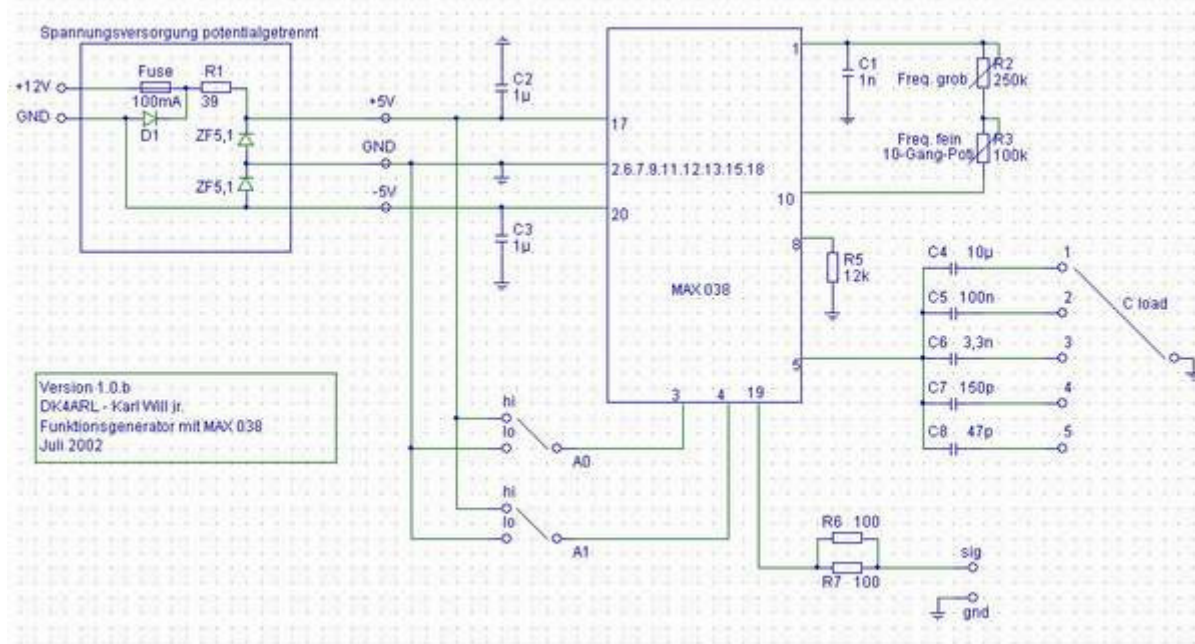 Spannungsversorgung potentialgetrennt
+12V
Fuse
100mA
R1
39
GND
D1
ZF5,1
ZF5,1
+5V
GND
-5V
C2
1µ
C3
1µ
17
2.6.7.9.11.12.13.15.18
20
1
10
8
5
MAX 038
3
4
19
C1
1n
Freq. grob
R2
250k
Freq. fein
10-Gang-Poti
R3
100k
R5
12k
C4 10µ
C5 100n
C6 3,3n
C7 150p
C8 47p
1
2
3
4
5
C load
Version 1.0.b
DK4ARL - Karl Will jr.
Funktionsgenerator mit MAX 038
Juli 2002
hi
lo
A0
hi
lo
A1
R6 100
R7 100
sig
gnd